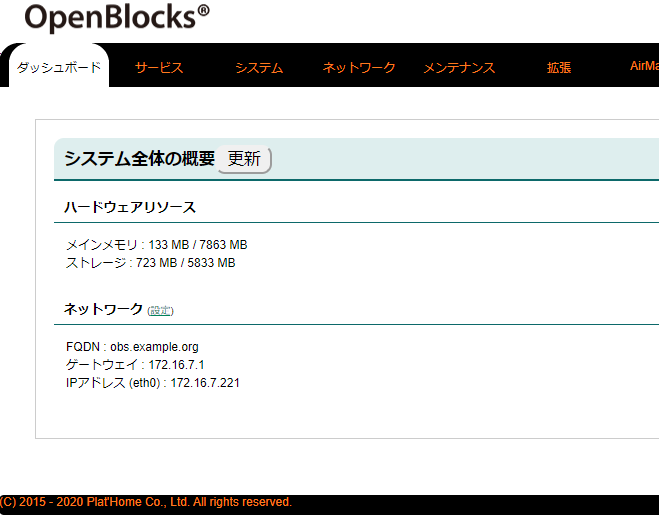 OpenBlocks®
ダッシュボード サービス システム ネットワーク メンテナンス 拡張
システム全体の概要 更新
ハードウェアリソース
メインメモリ : 133 MB / 7863 MB
ストレージ : 723 MB / 5833 MB
ネットワーク (設定)
FQDN : obs.example.org
ゲートウェイ : 172.16.7.1
IPアドレス (eth0) : 172.16.7.221
(C) 2015 - 2020 Plat'Home Co., Ltd. All rights reserved.